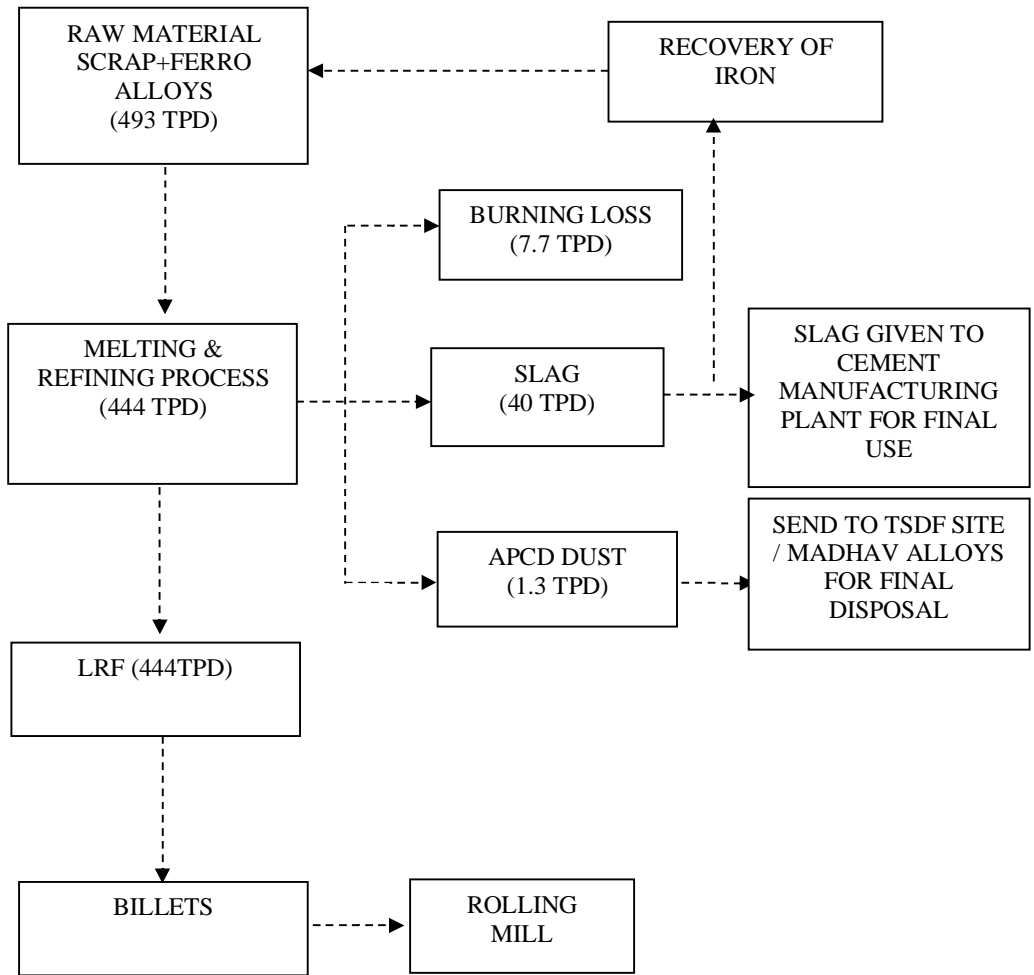 RAW MATERIAL
SCRAP+FERRO
ALLOYS
(493 TPD)
RECOVERY OF
IRON
BURNING LOSS
(7.7 TPD)
MELTING &
REFINING PROCESS
(444 TPD)
SLAG
(40 TPD)
SLAG GIVEN TO
CEMENT
MANUFACTURING
PLANT FOR FINAL
USE
APCD DUST
(1.3 TPD)
SEND TO TSDF SITE
/ MADHAV ALLOYS
FOR FINAL
DISPOSAL
LRF (444TPD)
BILLETS
ROLLING
MILL